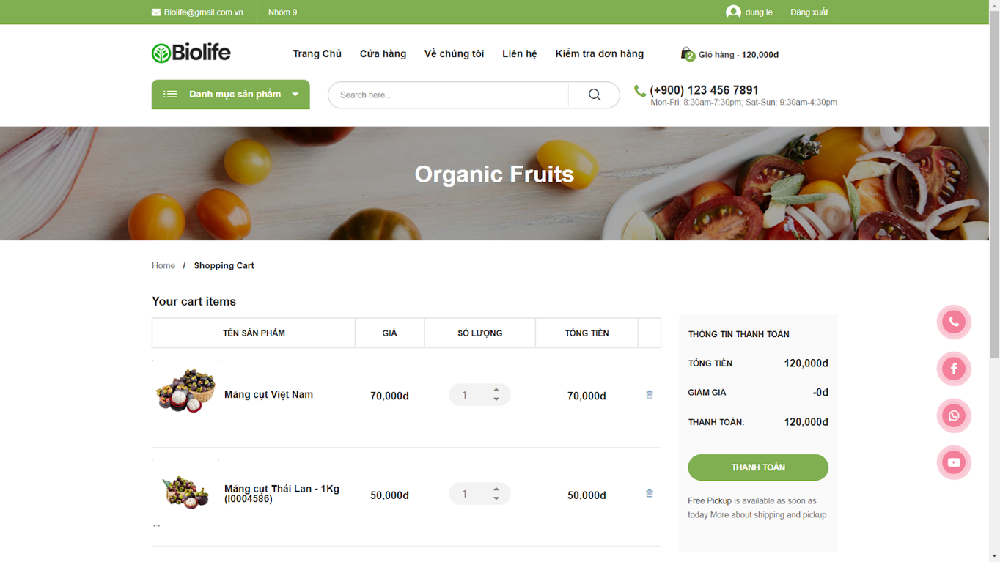 Biolife@gmail.com.vn
Nhóm 9
dung le
Đăng xuất
Biolife
Trang Chủ
Cửa hàng
Về chúng tôi
Liên hệ
Kiểm tra đơn hàng
2
Giỏ hàng - 120,000đ
Danh mục sản phẩm
Search here...
(+900) 123 456 7891
Mon-Fri: 8:30am-7:30pm; Sat-Sun: 9:30am-4:30pm
Organic Fruits
Home / Shopping Cart
Your cart items
TÊN SẢN PHẨM
GIÁ
SỐ LƯỢNG
TỔNG TIỀN
Măng cụt Việt Nam
70,000đ
1
70,000đ
Măng cụt Thái Lan - 1Kg
(I0004586)
50,000đ
1
50,000đ
THÔNG TIN THANH TOÁN
TỔNG TIỀN
120,000đ
GIẢM GIÁ
-0đ
THANH TOÁN:
120,000đ
THANH TOÁN
Free Pickup is available as soon as
today More about shipping and pickup